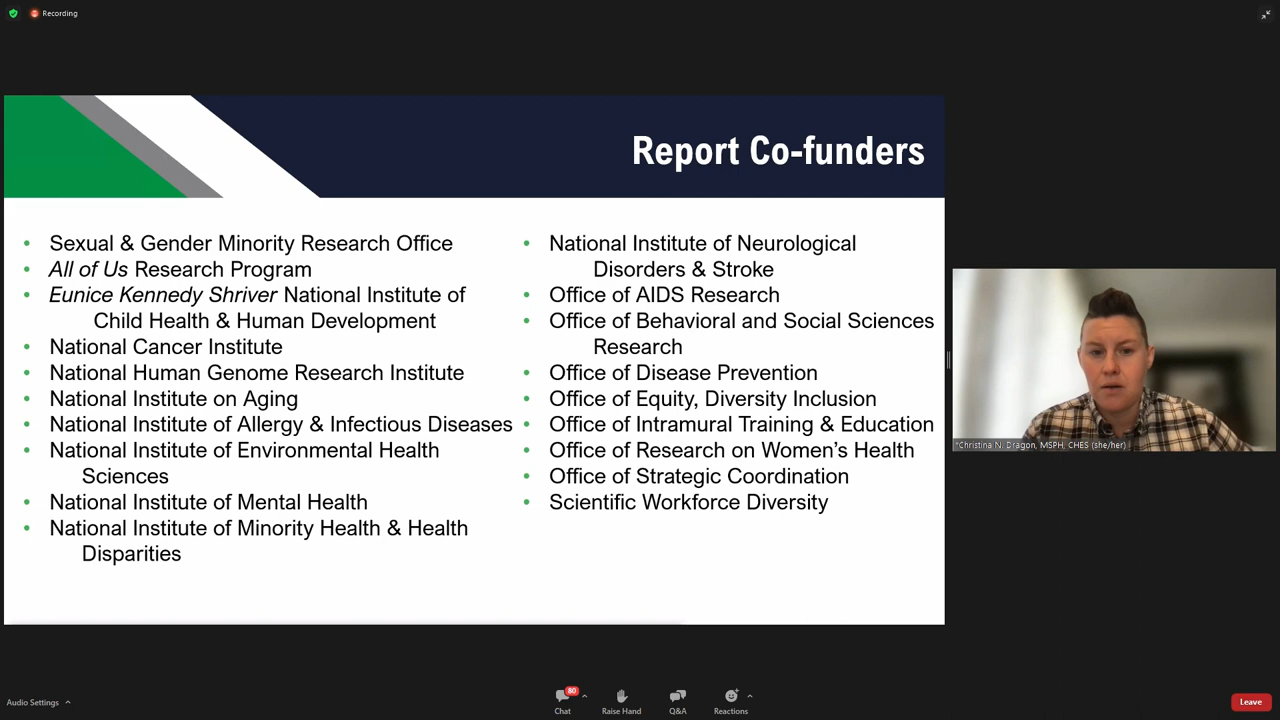 Recording
Report Co-funders
• Sexual & Gender Minority Research Office
• All of Us Research Program
• Eunice Kennedy Shriver National Institute of
Child Health & Human Development
• National Cancer Institute
• National Human Genome Research Institute
• National Institute on Aging
• National Institute of Allergy & Infectious Diseases
• National Institute of Environmental Health
Sciences
• National Institute of Mental Health
• National Institute of Minority Health & Health
Disparities
• National Institute of Neurological
Disorders & Stroke
• Office of AIDS Research
• Office of Behavioral and Social Sciences
Research
• Office of Disease Prevention
• Office of Equity, Diversity Inclusion
• Office of Intramural Training & Education
• Office of Research on Women’s Health
• Office of Strategic Coordination
• Scientific Workforce Diversity
*Christina N. Dragon, MSPH, CHES (she/her)
Audio Settings
80
Chat
Raise Hand
Q&A
Reactions
Leave